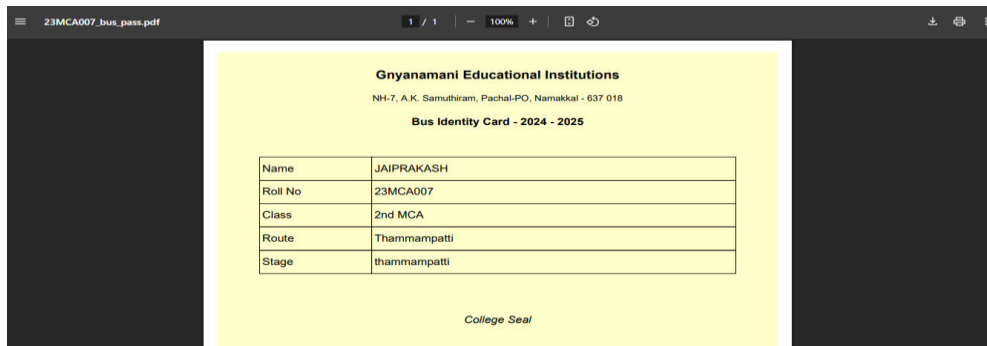 23MCA007_bus_pass.pdf 1 / 1 100%
Gnyanamani Educational Institutions
NH-7, A.K. Samuthiram, Pachal-PO, Namakkal - 637 018
Bus Identity Card - 2024 - 2025
Name JAIPRAKASH
Roll No 23MCA007
Class 2nd MCA
Route Thammampatti
Stage thammampatti
College Seal